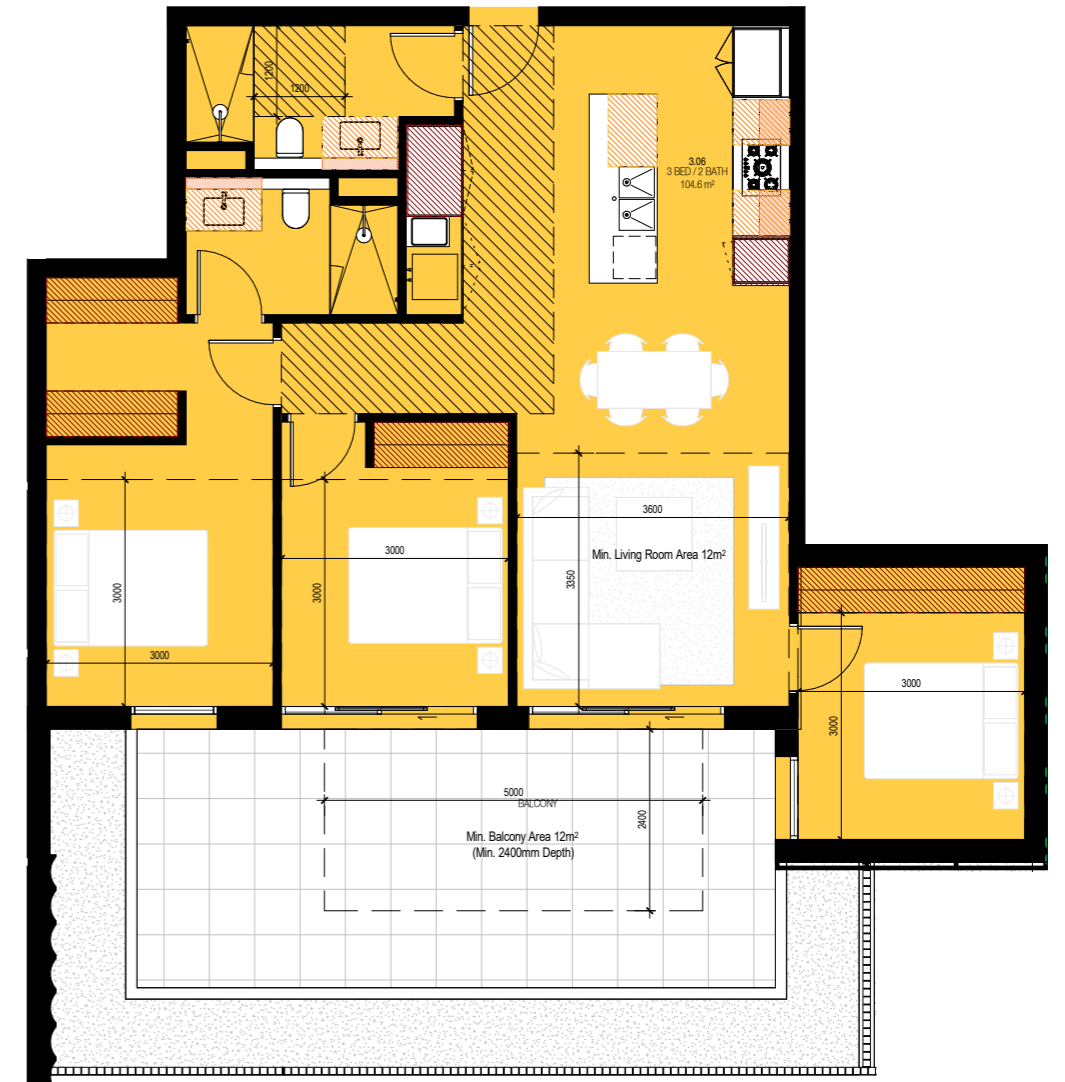 1200
1200
3.06
3 BED / 2 BATH
104.6 m²
3600
Min. Living Room Area 12m²
3350
3000
3000
3000
3000
3000
3000
5000
BALCONY
2400
Min. Balcony Area 12m²
(Min. 2400mm Depth)